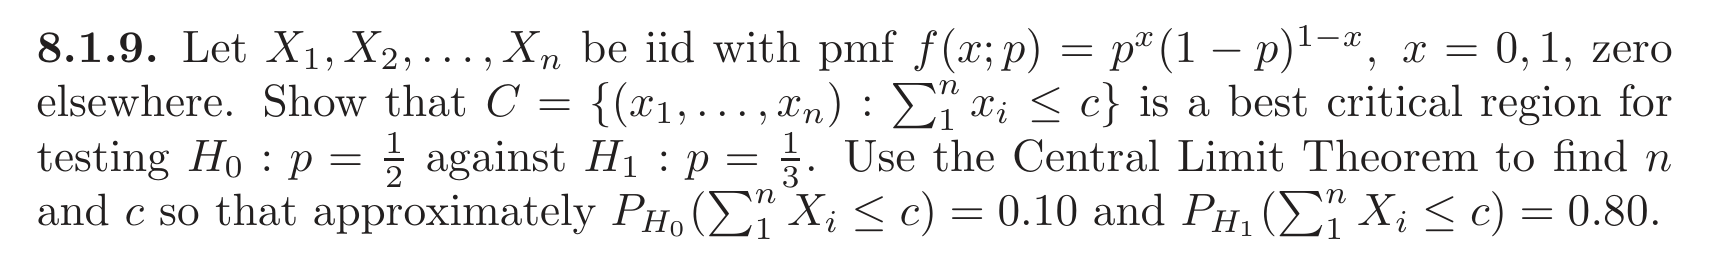 8.1.9. Let X₁, X₂, . . . , Xₙ be iid with pmf f(x; p) = pˣ(1 − p)¹⁻ˣ, x = 0, 1, zero
elsewhere. Show that C = {(x₁, . . . , xₙ) : ∑₁ⁿ xᵢ ≤ c} is a best critical region for
testing H₀ : p = 1/2 against H₁ : p = 1/3. Use the Central Limit Theorem to find n
and c so that approximately P_{H₀}(∑₁ⁿ Xᵢ ≤ c) = 0.10 and P_{H₁}(∑₁ⁿ Xᵢ ≤ c) = 0.80.